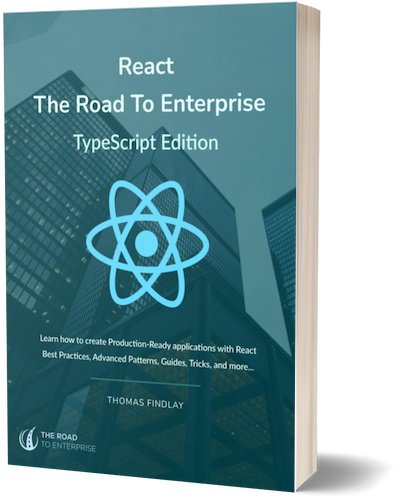 React
The Road To Enterprise
TypeScript Edition
Learn how to create Production-Ready applications with React
Best Practices, Advanced Patterns, Guides, Tricks, and more...
THOMAS FINDLAY
THE ROAD
TO ENTERPRISE